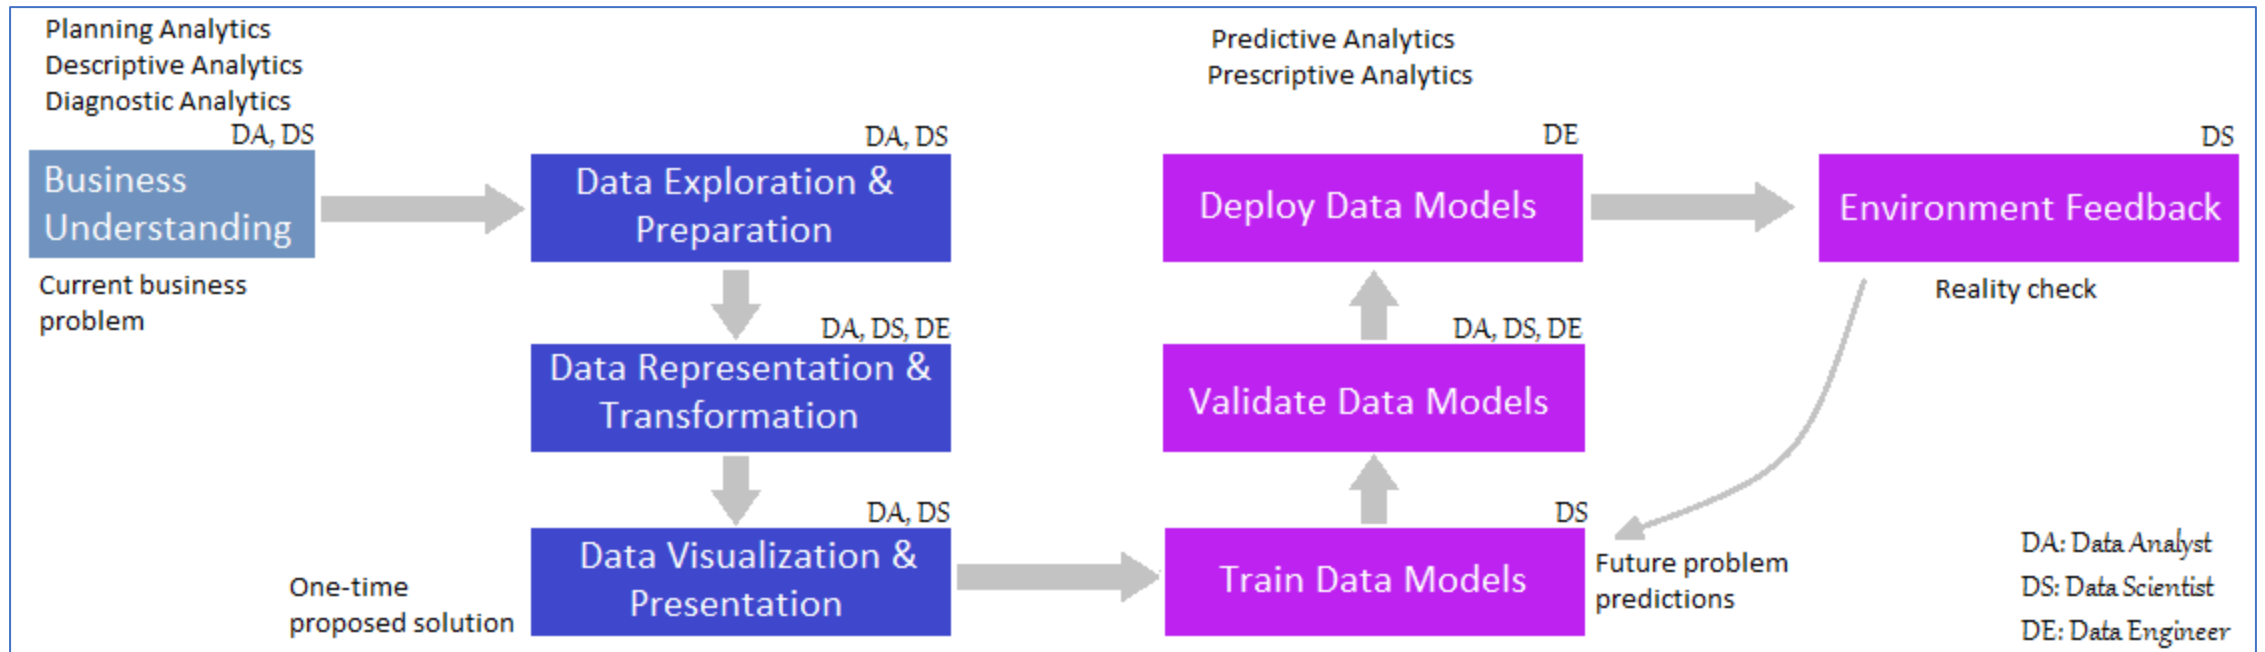 Planning Analytics
Descriptive Analytics
Diagnostic Analytics
DA, DS
Business
Understanding
Current business
problem
DA, DS
Data Exploration &
Preparation
DA, DS, DE
Data Representation &
Transformation
DA, DS
Data Visualization &
Presentation
One-time
proposed solution
Predictive Analytics
Prescriptive Analytics
DE
Deploy Data Models
DA, DS, DE
Validate Data Models
DS
Train Data Models
Future problem
predictions
DS
Environment Feedback
Reality check
DA: Data Analyst
DS: Data Scientist
DE: Data Engineer